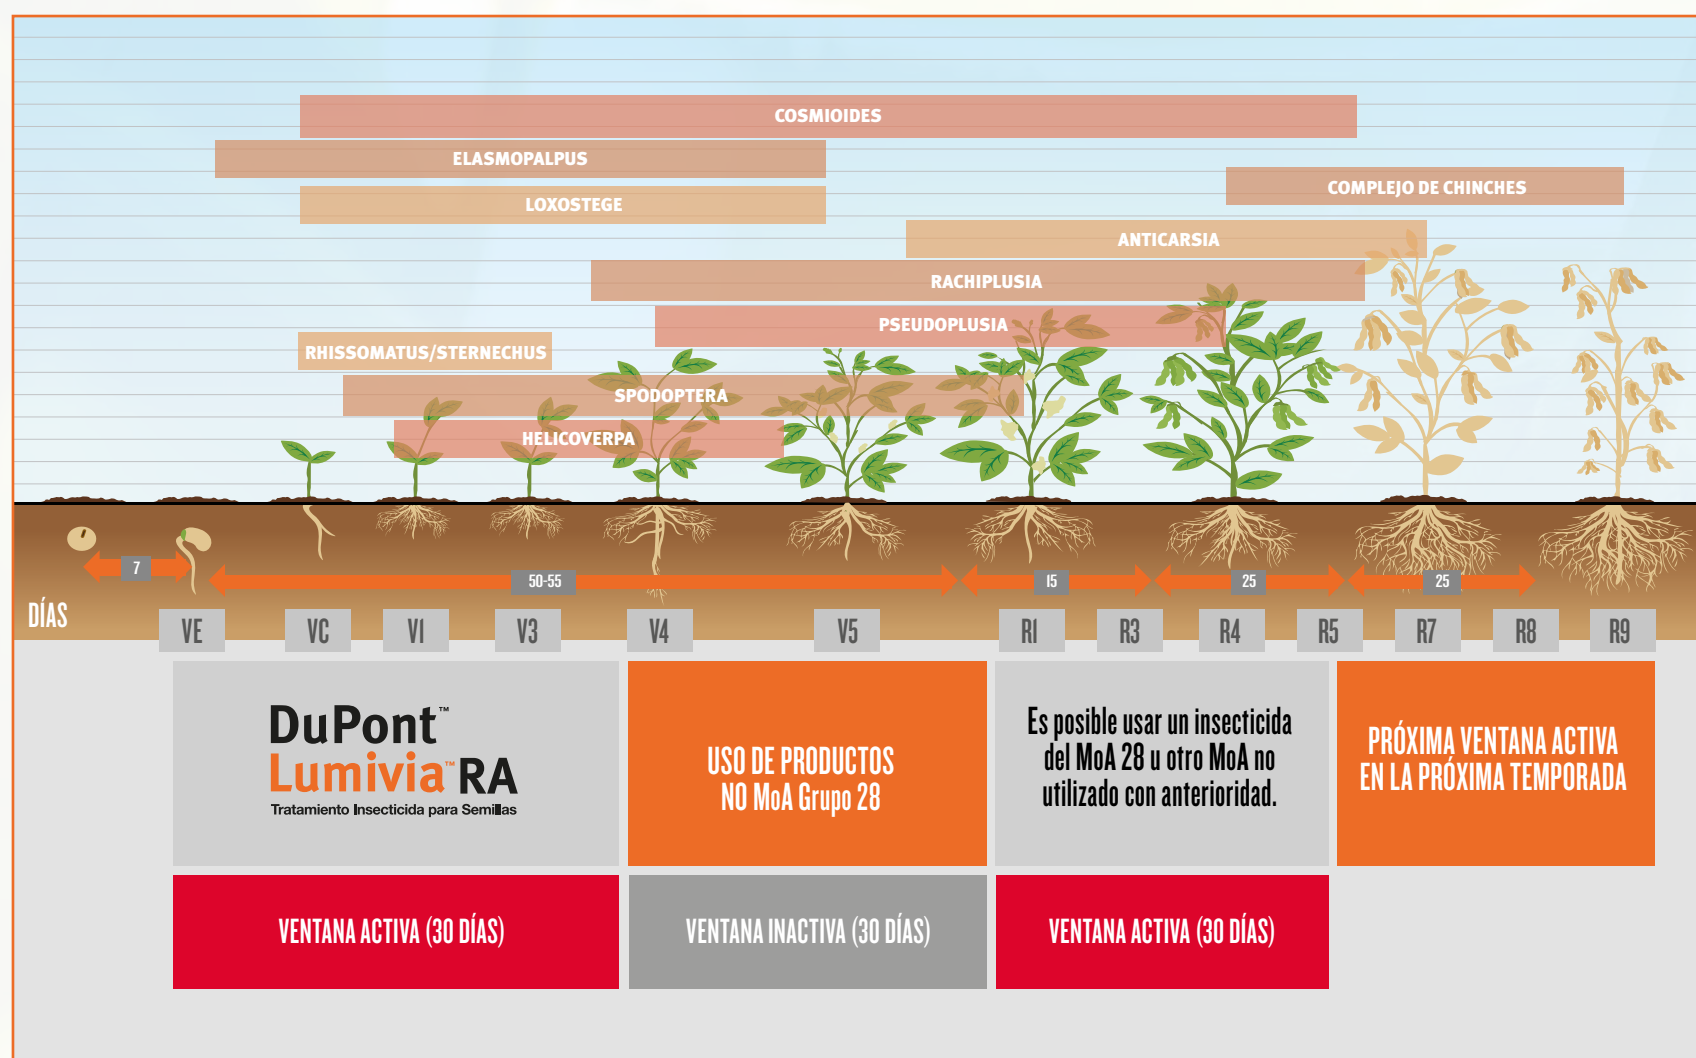 COSMIOIDES
ELASMOPALPUS
COMPLEJO DE CHINCHES
LOXOSTEGE
ANTICARSIA
RACHIPLUSIA
PSEUDOPLUSIA
RHISSOMATUS/STERNECHUS
SPODOPTERA
HELICOVERPA
7
50-55
15
25
25
DÍAS
VE
VC
V1
V3
V4
V5
R1
R3
R4
R5
R7
R8
R9
DuPont™
Lumivia™ RA
Tratamiento Insecticida para Semillas
USO DE PRODUCTOS
NO MoA Grupo 28
Es posible usar un insecticida
del MoA 28 u otro MoA no
utilizado con anterioridad.
PRÓXIMA VENTANA ACTIVA
EN LA PRÓXIMA TEMPORADA
VENTANA ACTIVA (30 DÍAS)
VENTANA INACTIVA (30 DÍAS)
VENTANA ACTIVA (30 DÍAS)